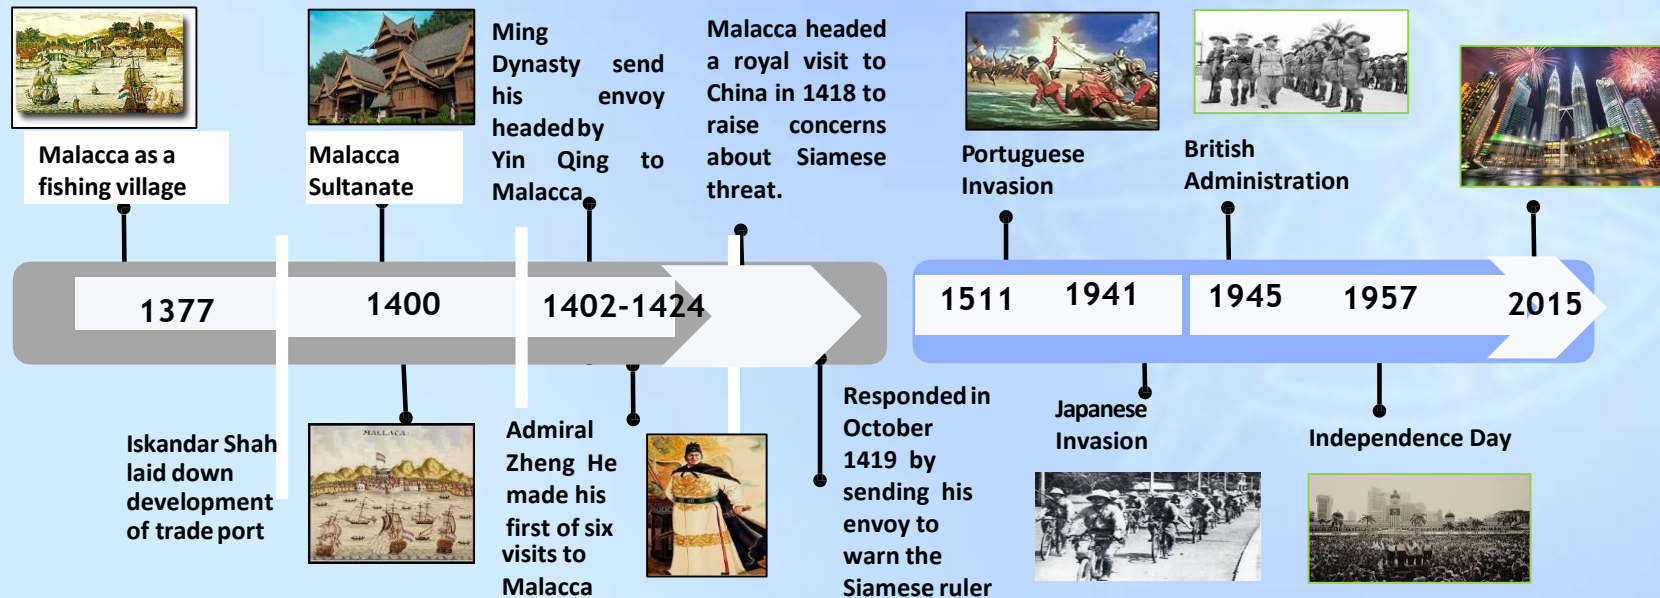 Malacca as a
fishing village
Malacca
Sultanate
Ming
Dynasty send
his envoy
headed by
Yin Qing to
Malacca
Malacca headed
a royal visit to
China in 1418 to
raise concerns
about Siamese
threat.
Portuguese
Invasion
British
Administration
1377
1400
1402-1424
1511
1941
1945
1957
2015
Iskandar Shah
laid down
development
of trade port
MALLACA.
Admiral
Zheng He
made his
first of six
visits to
Malacca
Responded in
October
1419 by
sending his
envoy to
warn the
Siamese ruler
Japanese
Invasion
Independence Day